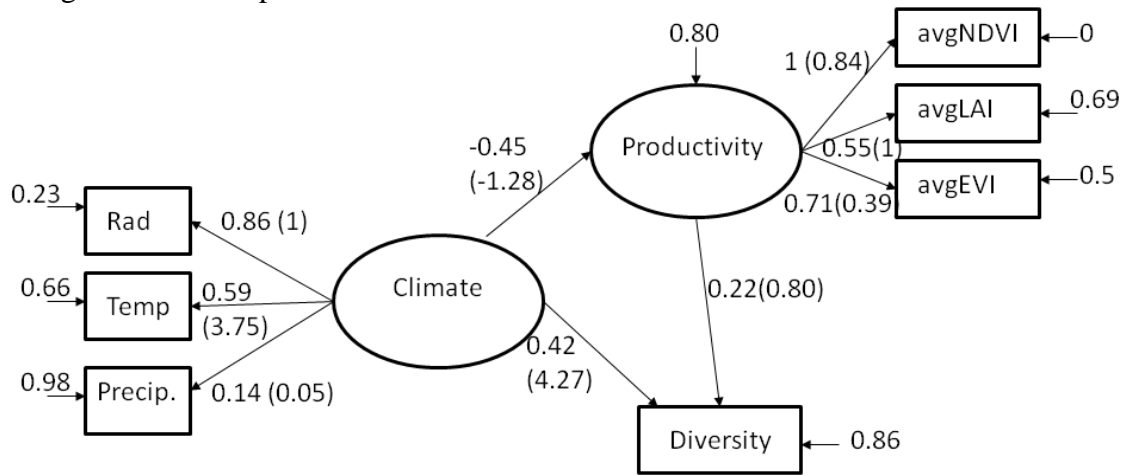 0.80
avgNDVI
0
1 (0.84)
avgLAI
0.69
Productivity
0.55(1)
-0.45
(-1.28)
avgEVI
0.5
0.71(0.39)
0.23
Rad
0.86 (1)
0.66
Temp
0.59
(3.75)
Climate
0.22(0.80)
0.42
(4.27)
0.98
Precip.
0.14 (0.05)
Diversity
0.86